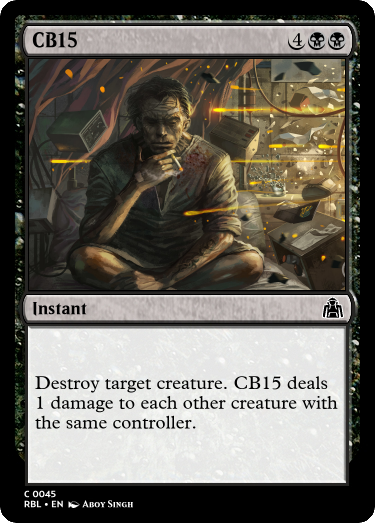 CB15 4
Instant
Destroy target creature. CB15 deals
1 damage to each other creature with
the same controller.
C 0045
RBL • EN Aboy Singh